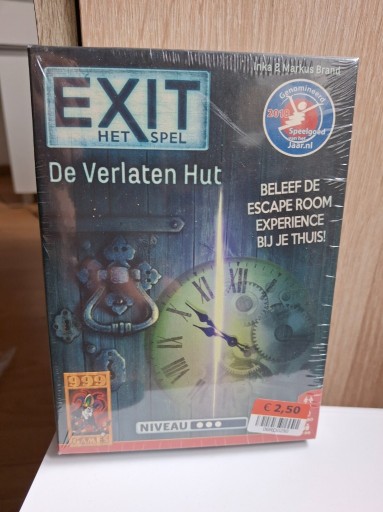 Inka & Markus Brand
EXIT
HET SPEL
De Verlaten Hut
Genomineerd
2018
Speelgoed
van het
Jaar.nl
BELEEF DE
ESCAPE ROOM
EXPERIENCE
BIJ JE THUIS!
999
GAMES
NIVEAU
€ 2,50